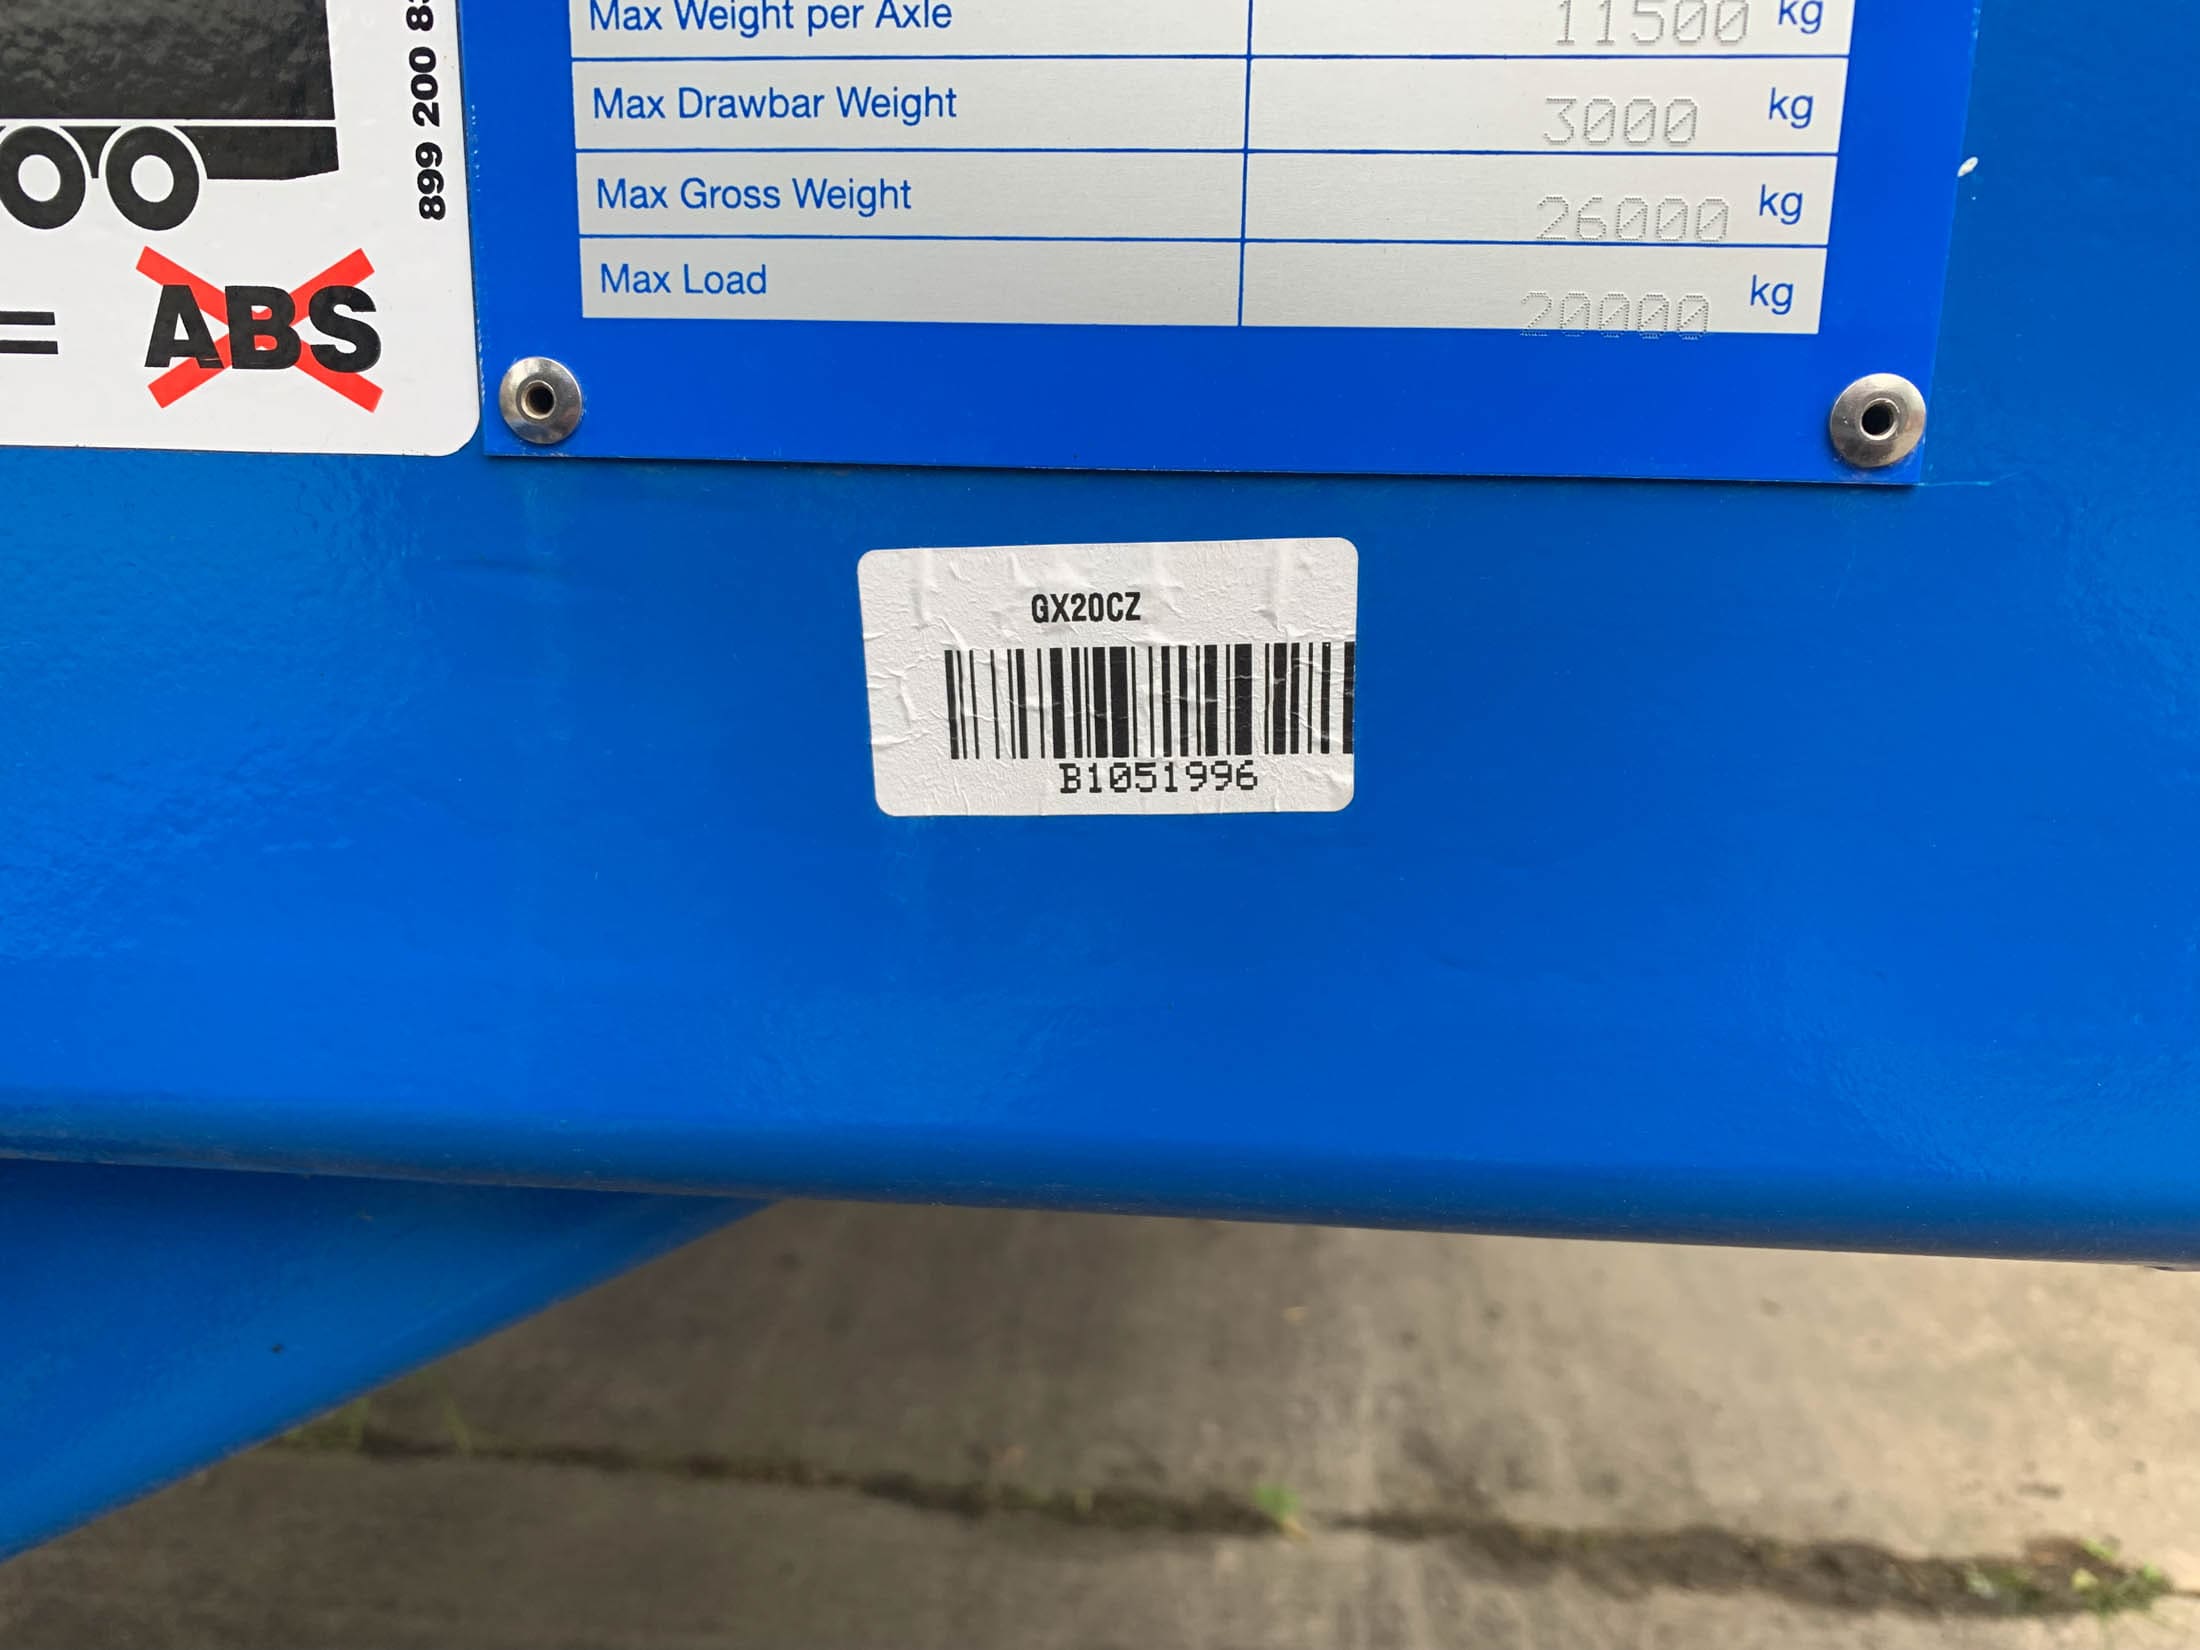 899 200 83
= ABS
Max Weight per Axle 11500 kg
Max Drawbar Weight 3000 kg
Max Gross Weight 26000 kg
Max Load 20000 kg
GX20CZ
B1051996